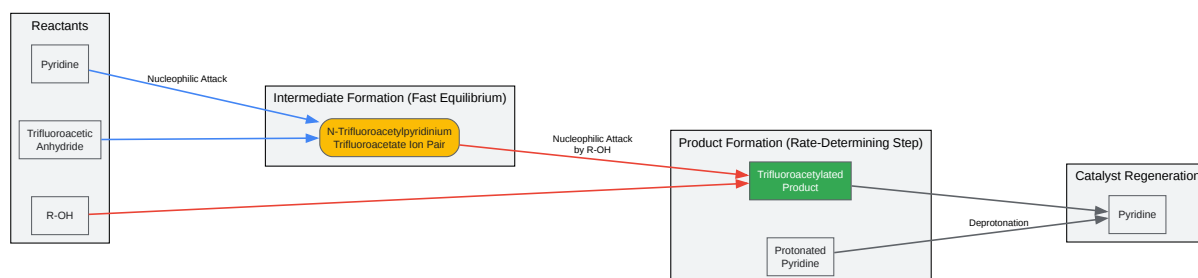 Reactants
Pyridine
Trifluoroacetic
Anhydride
R-OH
Nucleophilic Attack
Intermediate Formation (Fast Equilibrium)
N-Trifluoroacetylpyridinium
Trifluoroacetate Ion Pair
Nucleophilic Attack
by R-OH
Product Formation (Rate-Determining Step)
Trifluoroacetylated
Product
Protonated
Pyridine
Deprotonation
Catalyst Regeneration
Pyridine